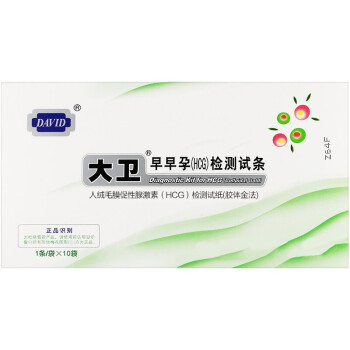 DAVID®
大卫®早早孕(HCG)检测试条
Diagnostic Kit for HCG
人绒毛膜促性腺激素（HCG）检测试纸(胶体金法)
Z64F
正品识别
1条/袋×10袋